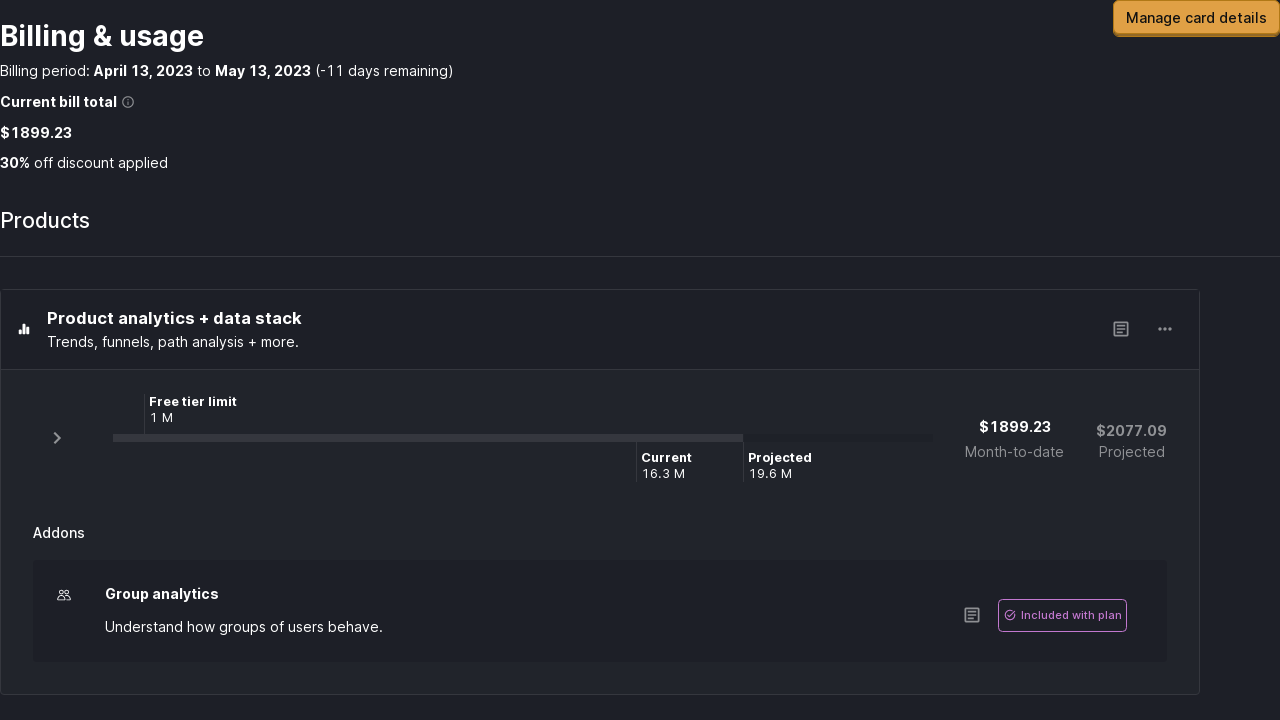 Billing & usage
Manage card details
Billing period: April 13, 2023 to May 13, 2023 (-11 days remaining)
Current bill total
$1899.23
30% off discount applied
Products
Product analytics + data stack
Trends, funnels, path analysis + more.
Free tier limit
1 M
Current
16.3 M
Projected
19.6 M
$1899.23
Month-to-date
$2077.09
Projected
Addons
Group analytics
Understand how groups of users behave.
Included with plan